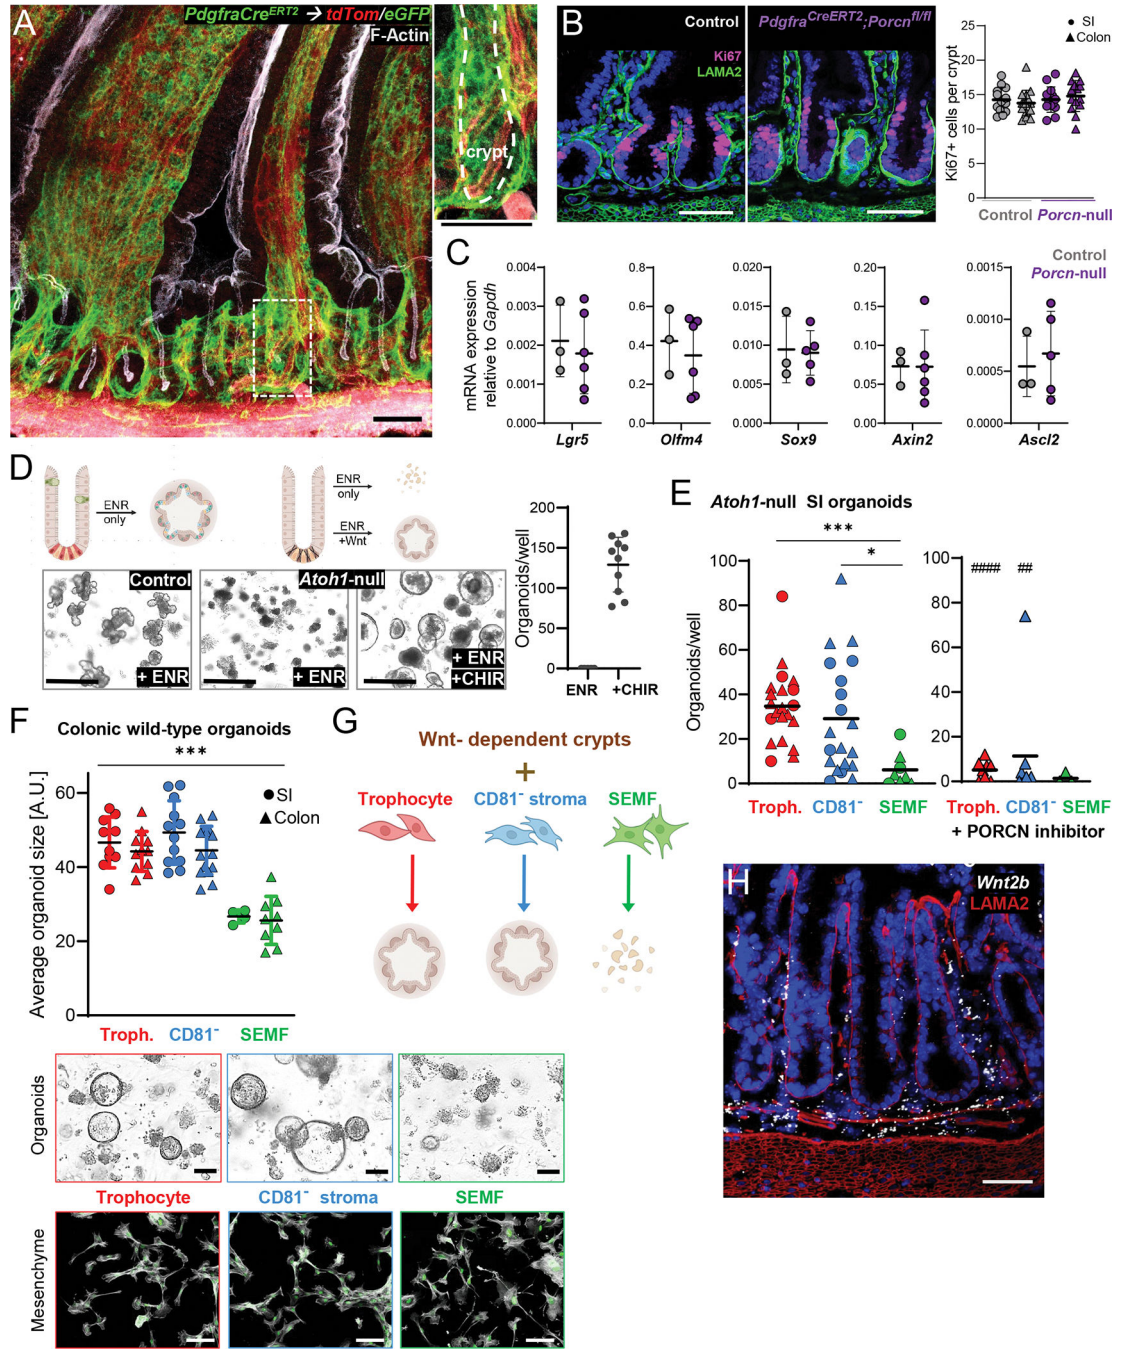 A
PdgfraCreERT2 → tdTom/eGFP
F-Actin
crypt
B
Control
PdgfraCreERT2;Porcnfl/fl
Ki67
LAMA2
Ki67+ cells per crypt
25
20
15
10
5
0
SI
Colon
Control Porcn-null
C
Control
Porcn-null
mRNA expression
relative to Gapdh
0.004
0.003
0.002
0.001
0.000
Lgr5
0.8
0.6
0.4
0.2
0.0
Olfm4
0.020
0.015
0.010
0.005
0.000
Sox9
0.20
0.15
0.10
0.05
0.00
Axin2
0.0015
0.0010
0.0005
0.0000
Ascl2
D
ENR
only
ENR
only
ENR
+Wnt
Control
+ ENR
Atoh1-null
+ ENR
+ ENR
+CHIR
Organoids/well
200
150
100
50
0
ENR +CHIR
E
Atoh1-null SI organoids
***
*
Organoids/well
100
80
60
40
20
0
Troph. CD81- SEMF
100
80
60
40
20
0
#### ##
Troph. CD81- SEMF
+ PORCN inhibitor
F
Colonic wild-type organoids
***
SI
Colon
Average organoid size [A.U.]
60
40
20
0
Troph. CD81- SEMF
Organoids
Trophocyte CD81- stroma SEMF
Mesenchyme
G
Wnt- dependent crypts
+
Trophocyte CD81- stroma SEMF
H
Wnt2b
LAMA2